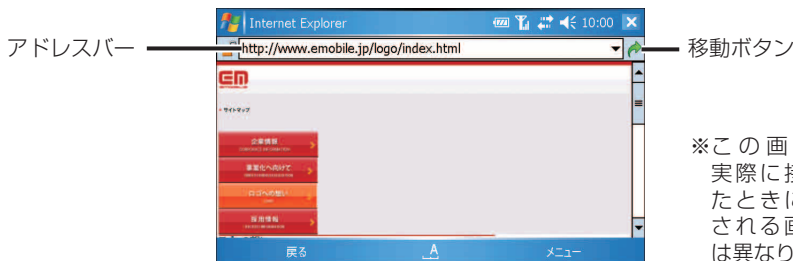 Internet Explorer 10:00
アドレスバー
http://www.emobile.jp/logo/index.html
移動ボタン
EM
サイトマップ
企業情報
事業化へ向けて
ロゴへの想い
採用情報
※この画
実際に接
たときに
される画
は異なり
戻る A メニュー